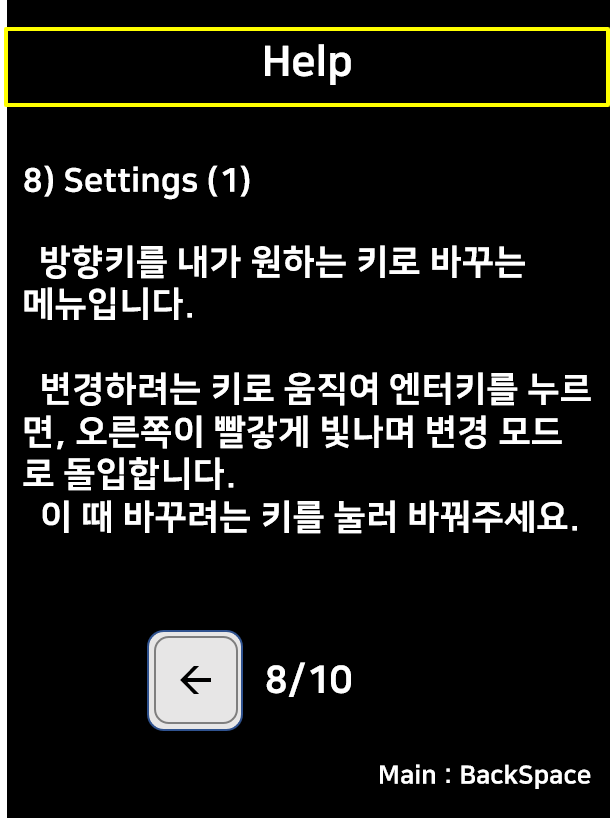 Help
8) Settings (1)
방향키를 내가 원하는 키로 바꾸는
메뉴입니다.
변경하려는 키로 움직여 엔터키를 누르
면, 오른쪽이 빨갛게 빛나며 변경 모드
로 돌입합니다.
이 때 바꾸려는 키를 눌러 바꿔주세요.
← 8/10
Main : BackSpace